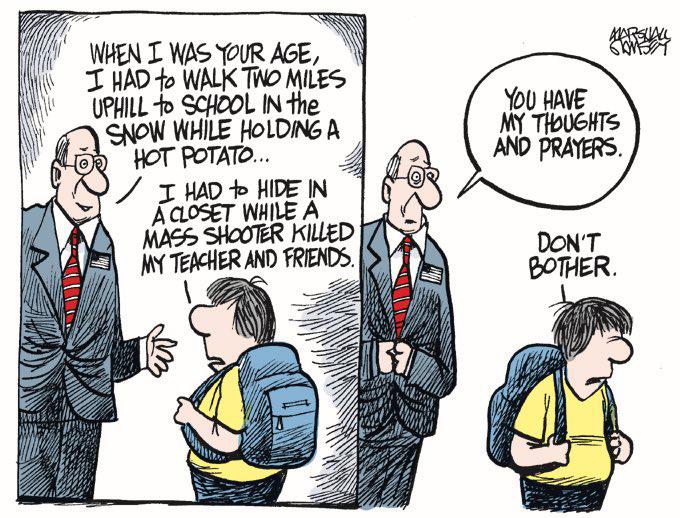 WHEN I WAS YOUR AGE,
I HAD to WALK TWO MILES
UPHILL to SCHOOL IN the
SNOW WHILE HOLDING A
HOT POTATO...
I HAD to HIDE IN
A CLOSET WHILE A
MASS SHOOTER KILLED
MY TEACHER AND FRIENDS.
MARSHALL
RAMSEY
YOU HAVE
MY THOUGHTS
AND PRAYERS.
DON'T
BOTHER.